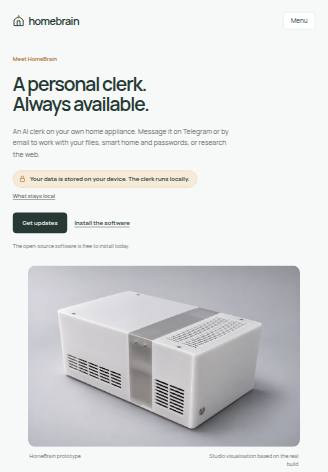 homebrain
Menu
Meet HomeBrain
A personal clerk.
Always available.
An AI clerk on your own home appliance. Message it on Telegram or by
email to work with your files, smart home and passwords, or research
the web.
Your data is stored on your device. The clerk runs locally.
What stays local
Get updates
Install the software
The open-source software is free to install today.
HomeBrain prototype
Studio visualisation based on the real
build